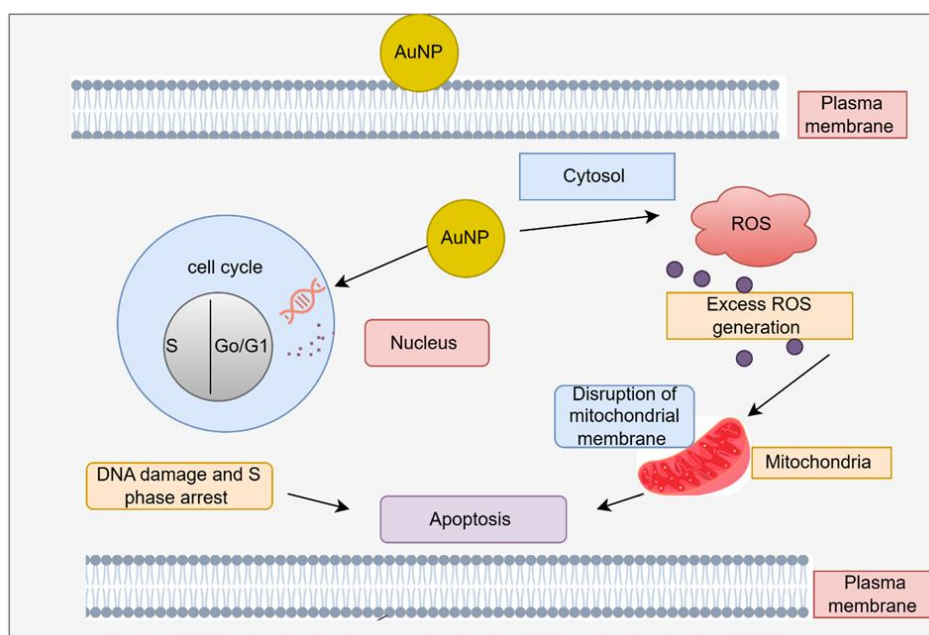 AuNP
Plasma
membrane
Cytosol
AuNP
ROS
cell cycle
S
Go/G1
Nucleus
Excess ROS
generation
Disruption of
mitochondrial
membrane
Mitochondria
DNA damage and S
phase arrest
Apoptosis
Plasma
membrane